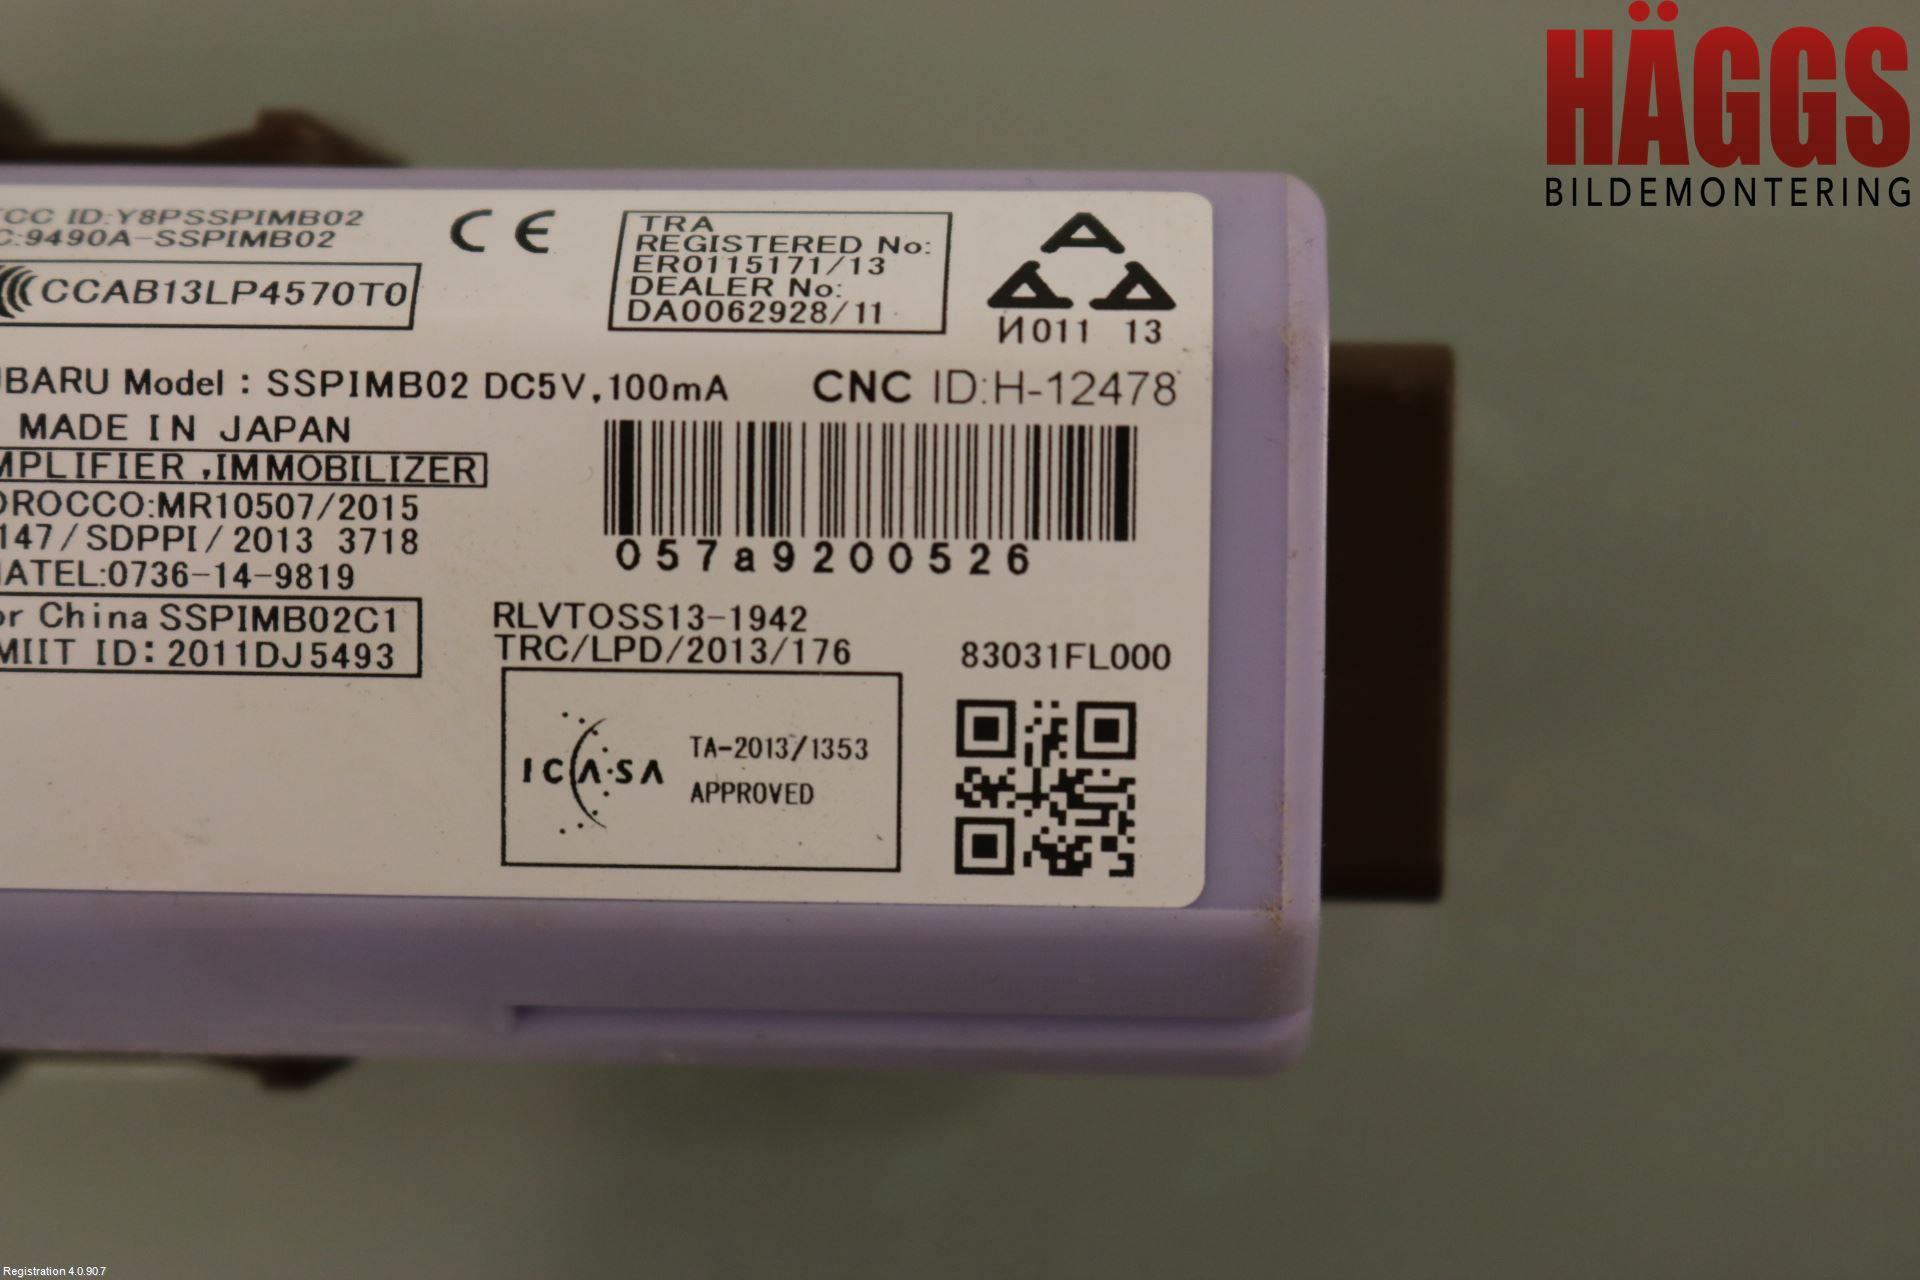 HÄGGS
BILDEMONTERING
FCC ID:Y8PSSPIMB02
C:9490A-SSPIMB02
CE
CCAB13LP4570T0
TRA
REGISTERED No:
ER0115171/13
DEALER No:
DA0062928/11
И011 13
UBARU Model : SSPIMB02 DC5V,100mA
CNC ID:H-12478
MADE IN JAPAN
MPLIFIER ,IMMOBILIZER
OROCCO:MR10507/2015
147/SDPPI/2013 3718
NATEL:0736-14-9819
or China SSPIMB02C1
MIIT ID: 2011DJ5493
057a9200526
RLVTOSS13-1942
TRC/LPD/2013/176
83031FL000
ICASA
TA-2013/1353
APPROVED
Registration 4.0.90.7